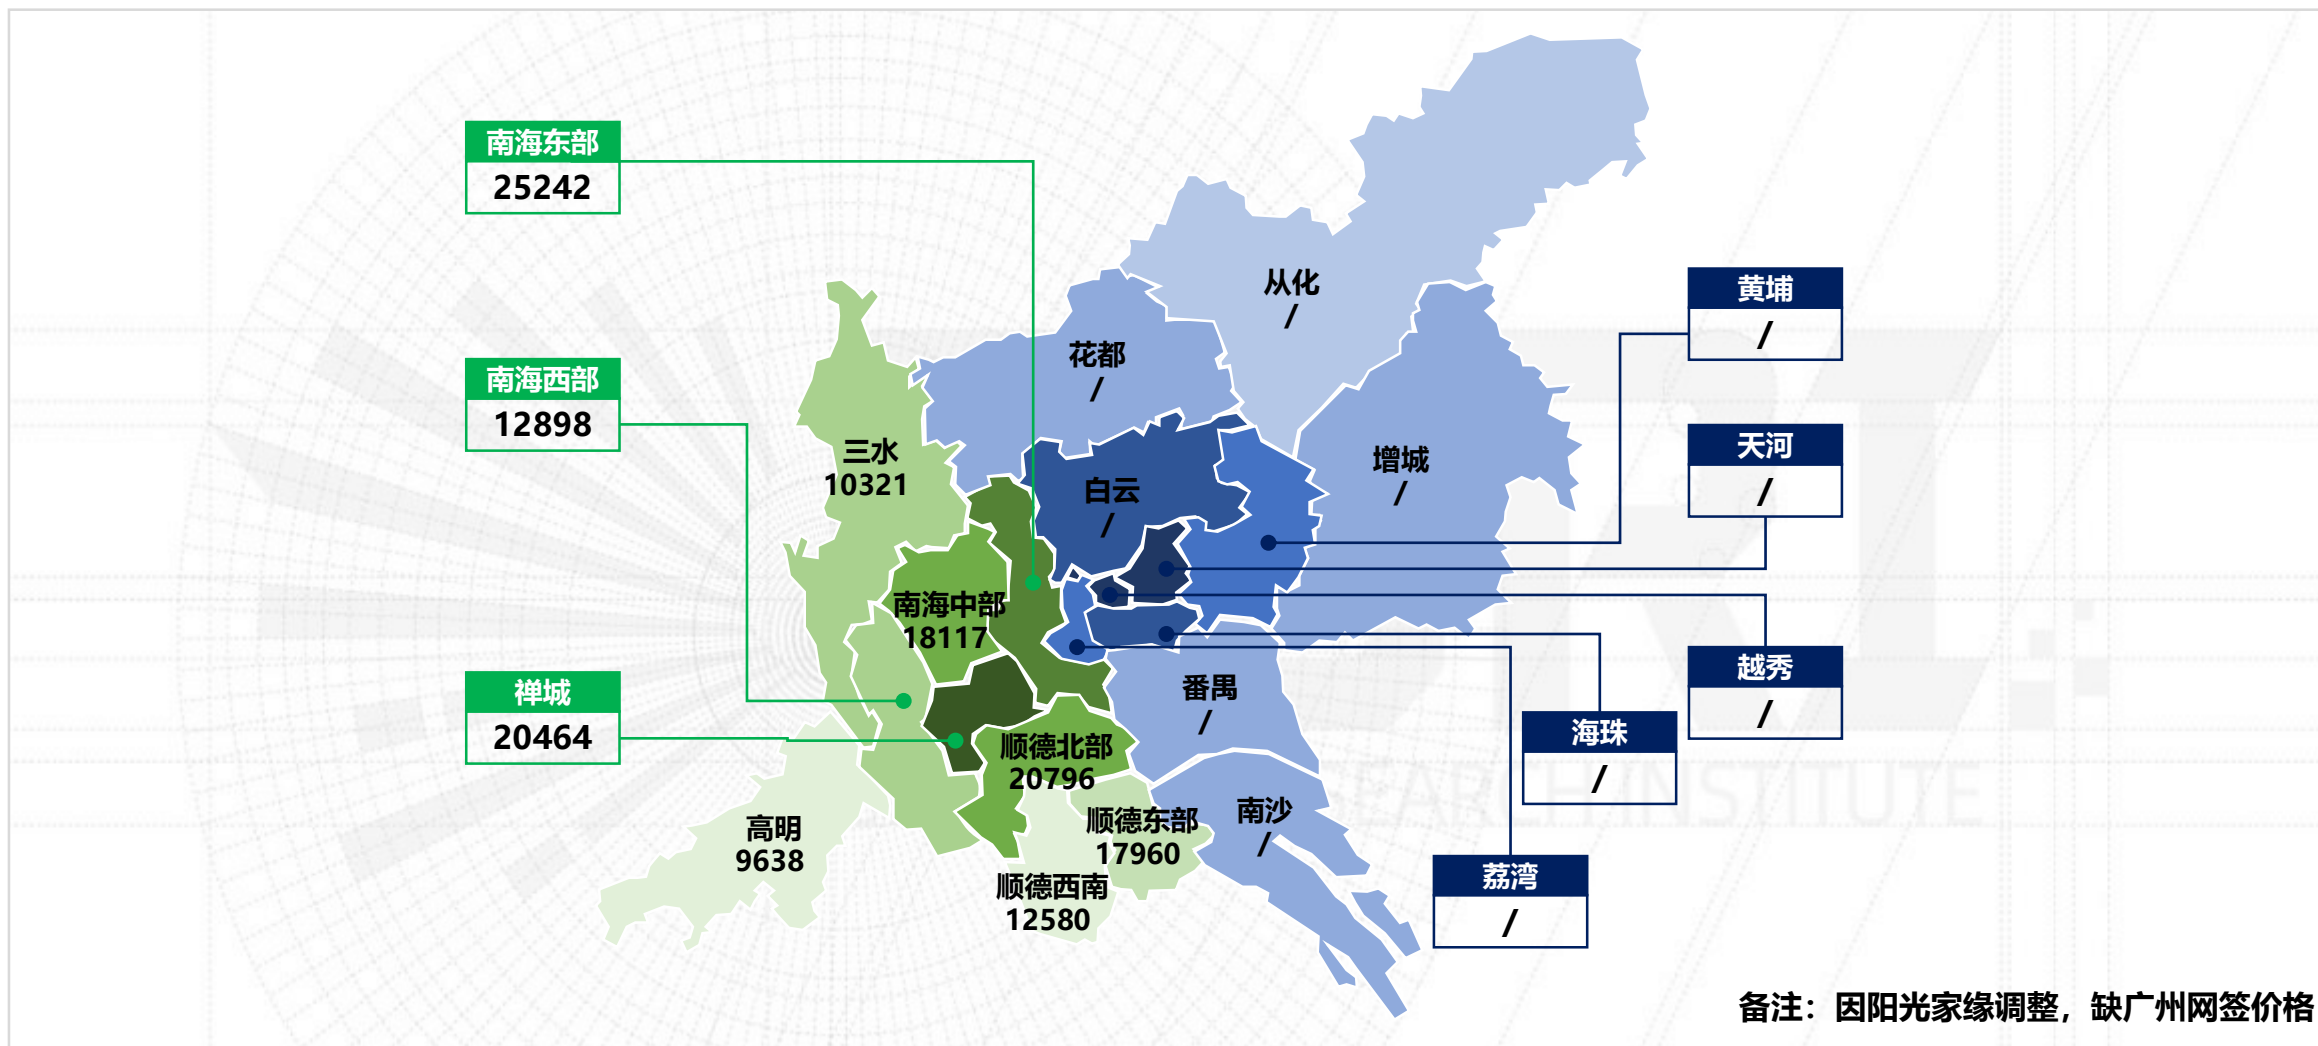 南海东部
25242
南海西部
12898
禅城
20464
从化
/
花都
/
三水
10321
白云
/
增城
/
南海中部
18117
番禺
/
顺德北部
20796
顺德东部
17960
南沙
/
高明
9638
顺德西南
12580
黄埔
/
天河
/
越秀
/
海珠
/
荔湾
/
备注：因阳光家缘调整，缺广州网签价格